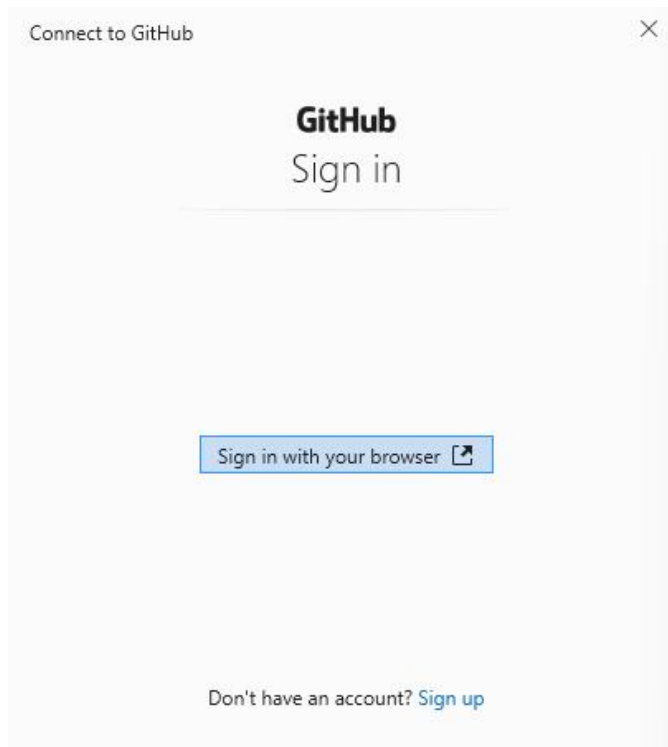 Connect to GitHub
GitHub
Sign in
Sign in with your browser
Don't have an account? Sign up